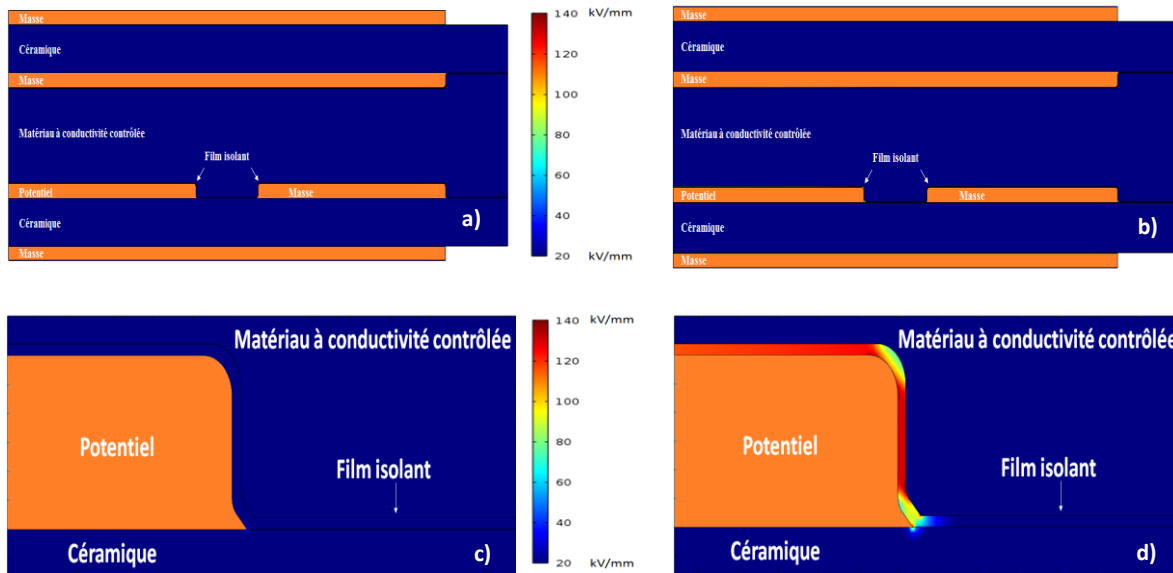 Masse
Céramique
Masse
Matériau à conductivité contrôlée
Film isolant
Potentiel
Masse
Céramique
Masse
a)
140
kV/mm
120
100
80
60
40
20
kV/mm
Masse
Céramique
Masse
Matériau à conductivité contrôlée
Film isolant
Potentiel
Masse
Céramique
Masse
b)
Matériau à conductivité contrôlée
Potentiel
Film isolant
Céramique
c)
140
kV/mm
120
100
80
60
40
20
kV/mm
Matériau à conductivité contrôlée
Potentiel
Film isolant
Céramique
d)